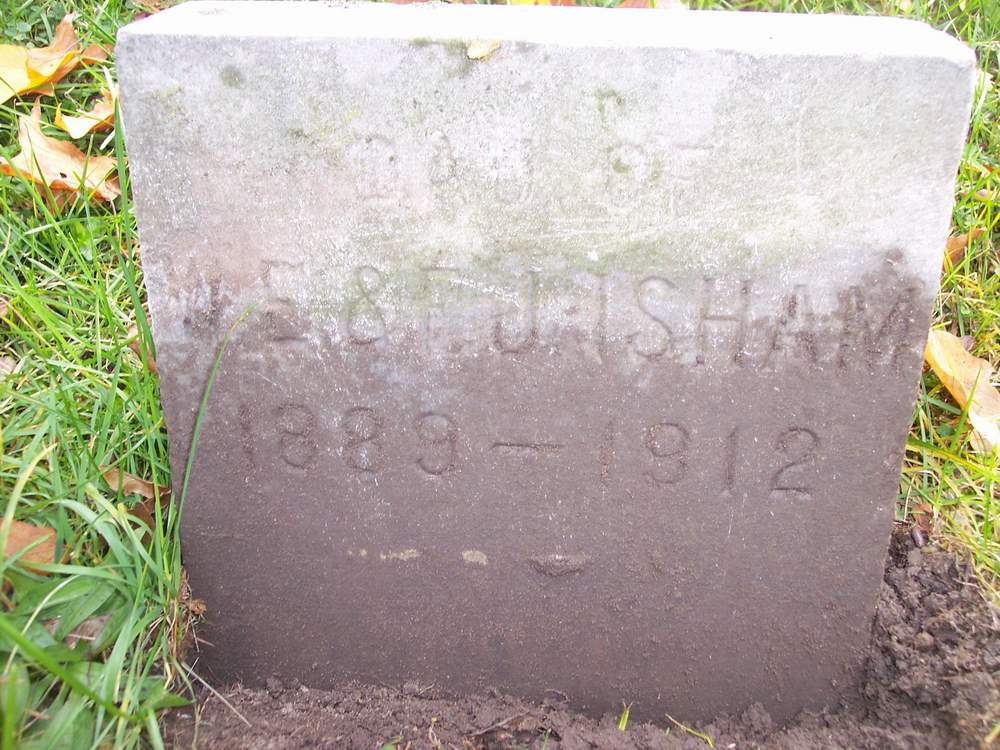 DAU. OF
W. E. & F. J. ISHAM
1889 — 1912